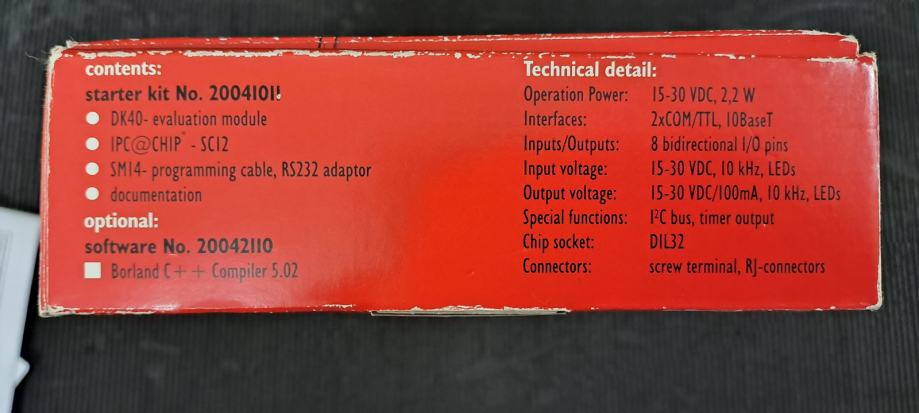 contents:
starter kit No. 20041011
DK40- evaluation module
IPC@CHIP® - SC12
SM14- programming cable, RS232 adaptor
documentation
optional:
software No. 20042110
Borland C++ Compiler 5.02
Technical detail:
Operation Power: 15-30 VDC, 2,2 W
Interfaces: 2xCOM/TTL, 10BaseT
Inputs/Outputs: 8 bidirectional I/O pins
Input voltage: 15-30 VDC, 10 kHz, LEDs
Output voltage: 15-30 VDC/100mA, 10 kHz, LEDs
Special functions: I²C bus, timer output
Chip socket: DIL32
Connectors: screw terminal, RJ-connectors